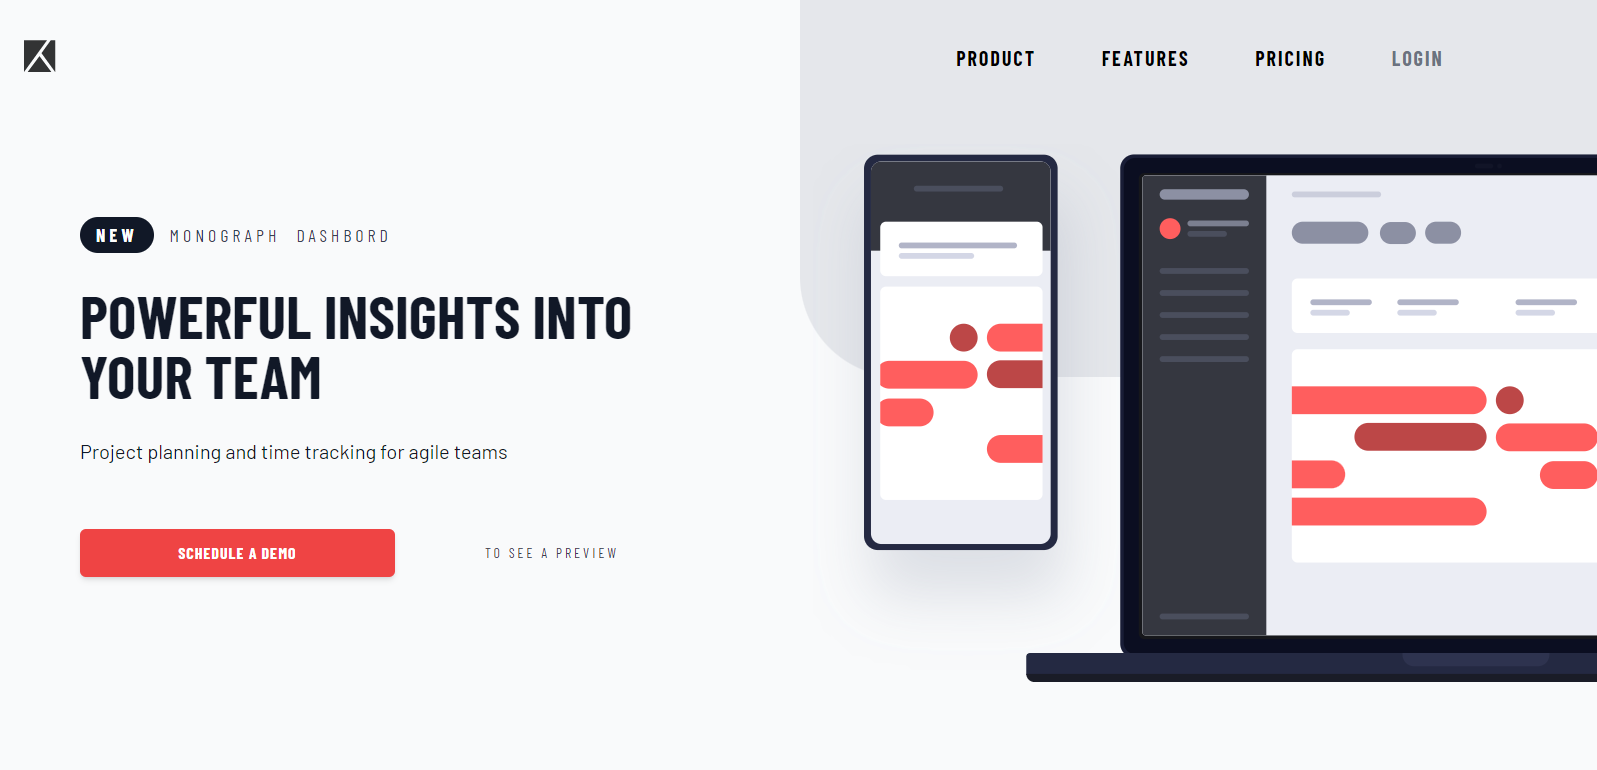 PRODUCT FEATURES PRICING LOGIN
NEW MONOGRAPH DASHBORD
POWERFUL INSIGHTS INTO
YOUR TEAM
Project planning and time tracking for agile teams
SCHEDULE A DEMO TO SEE A PREVIEW